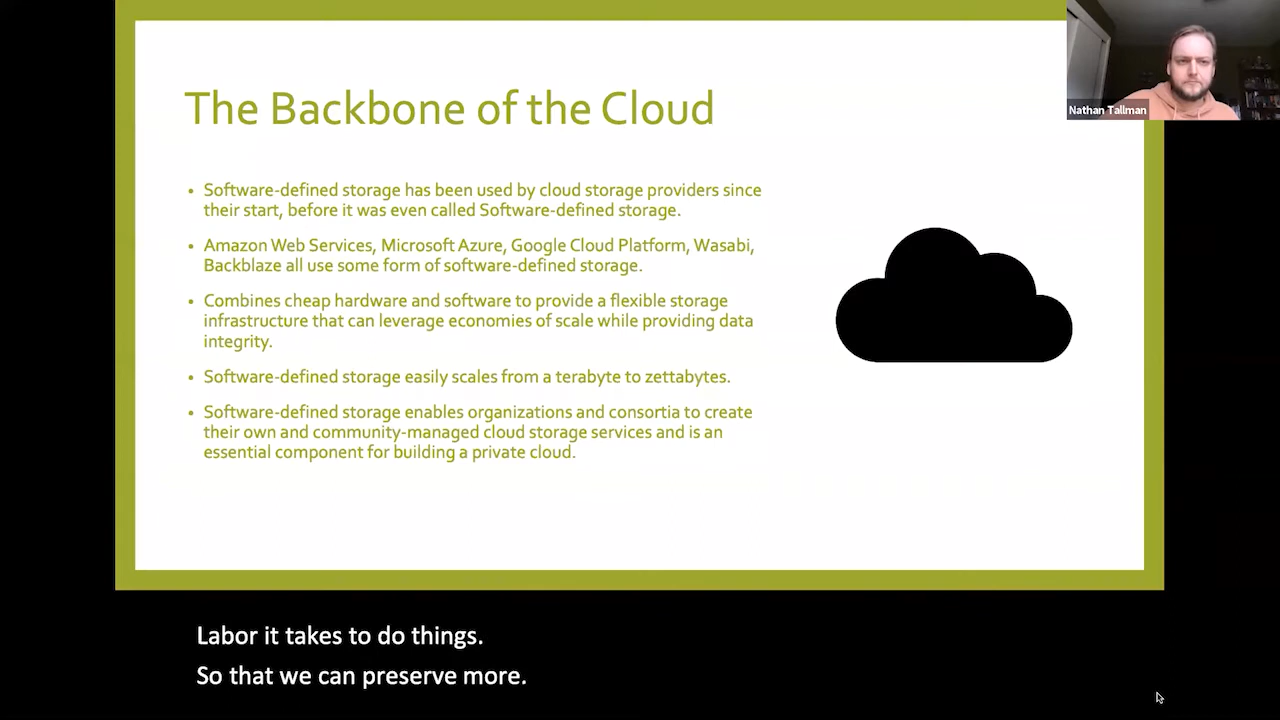 The Backbone of the Cloud
Nathan Tallman
• Software-defined storage has been used by cloud storage providers since
their start, before it was even called Software-defined storage.
• Amazon Web Services, Microsoft Azure, Google Cloud Platform, Wasabi,
Backblaze all use some form of software-defined storage.
• Combines cheap hardware and software to provide a flexible storage
infrastructure that can leverage economies of scale while providing data
integrity.
• Software-defined storage easily scales from a terabyte to zettabytes.
• Software-defined storage enables organizations and consortia to create
their own and community-managed cloud storage services and is an
essential component for building a private cloud.
Labor it takes to do things.
So that we can preserve more.